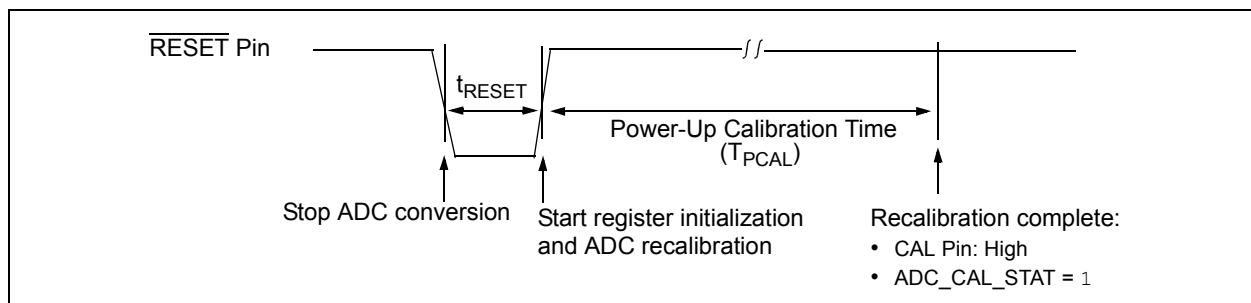 RESET Pin
tRESET
Power-Up Calibration Time
(TPCAL)
Stop ADC conversion
Start register initialization
and ADC recalibration
Recalibration complete:
• CAL Pin: High
• ADC_CAL_STAT = 1